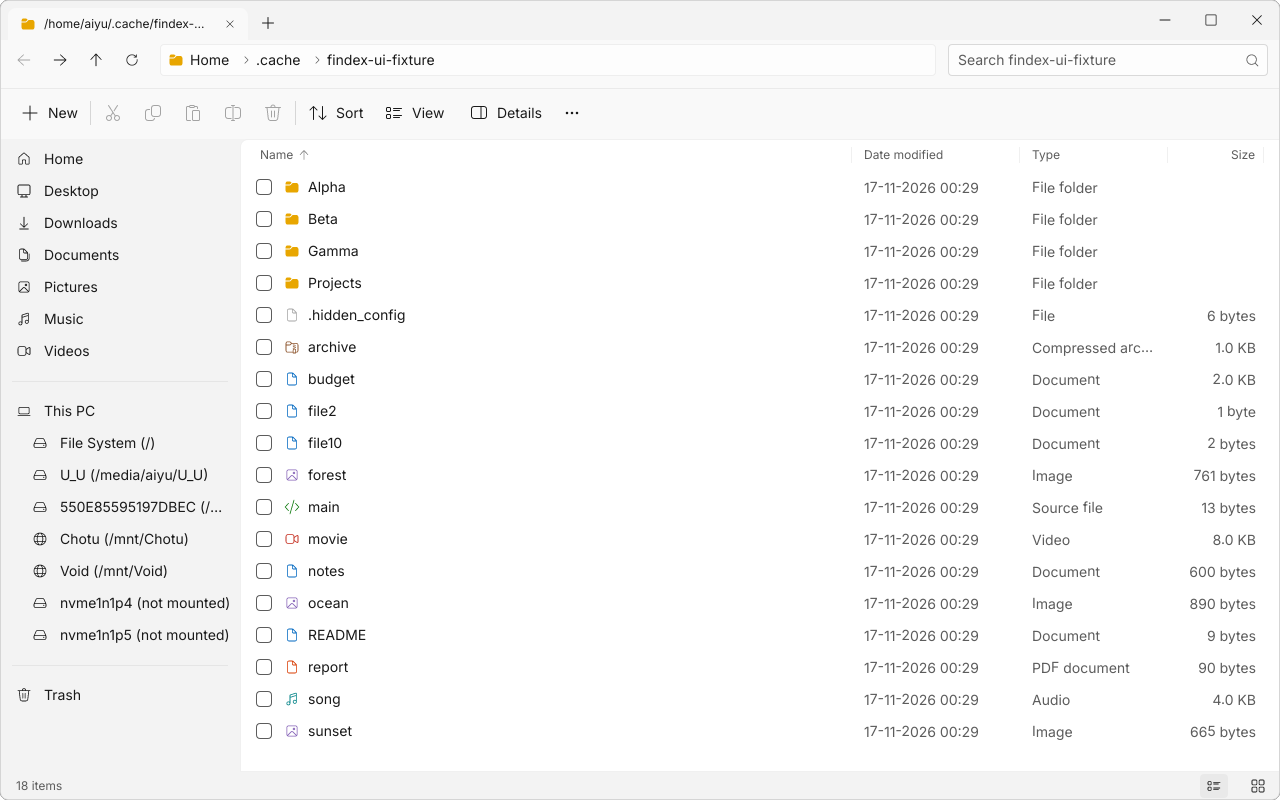 /home/aiyu/.cache/findex-...
Home .cache findex-ui-fixture
Search findex-ui-fixture
New Sort View Details
Home
Desktop
Downloads
Documents
Pictures
Music
Videos
This PC
File System (/)
U_U (/media/aiyu/U_U)
550E85595197DBEC (/...
Chotu (/mnt/Chotu)
Void (/mnt/Void)
nvme1n1p4 (not mounted)
nvme1n1p5 (not mounted)
Trash
Name Date modified Type Size
Alpha 17-11-2026 00:29 File folder
Beta 17-11-2026 00:29 File folder
Gamma 17-11-2026 00:29 File folder
Projects 17-11-2026 00:29 File folder
.hidden_config 17-11-2026 00:29 File 6 bytes
archive 17-11-2026 00:29 Compressed arc... 1.0 KB
budget 17-11-2026 00:29 Document 2.0 KB
file2 17-11-2026 00:29 Document 1 byte
file10 17-11-2026 00:29 Document 2 bytes
forest 17-11-2026 00:29 Image 761 bytes
main 17-11-2026 00:29 Source file 13 bytes
movie 17-11-2026 00:29 Video 8.0 KB
notes 17-11-2026 00:29 Document 600 bytes
ocean 17-11-2026 00:29 Image 890 bytes
README 17-11-2026 00:29 Document 9 bytes
report 17-11-2026 00:29 PDF document 90 bytes
song 17-11-2026 00:29 Audio 4.0 KB
sunset 17-11-2026 00:29 Image 665 bytes
18 items